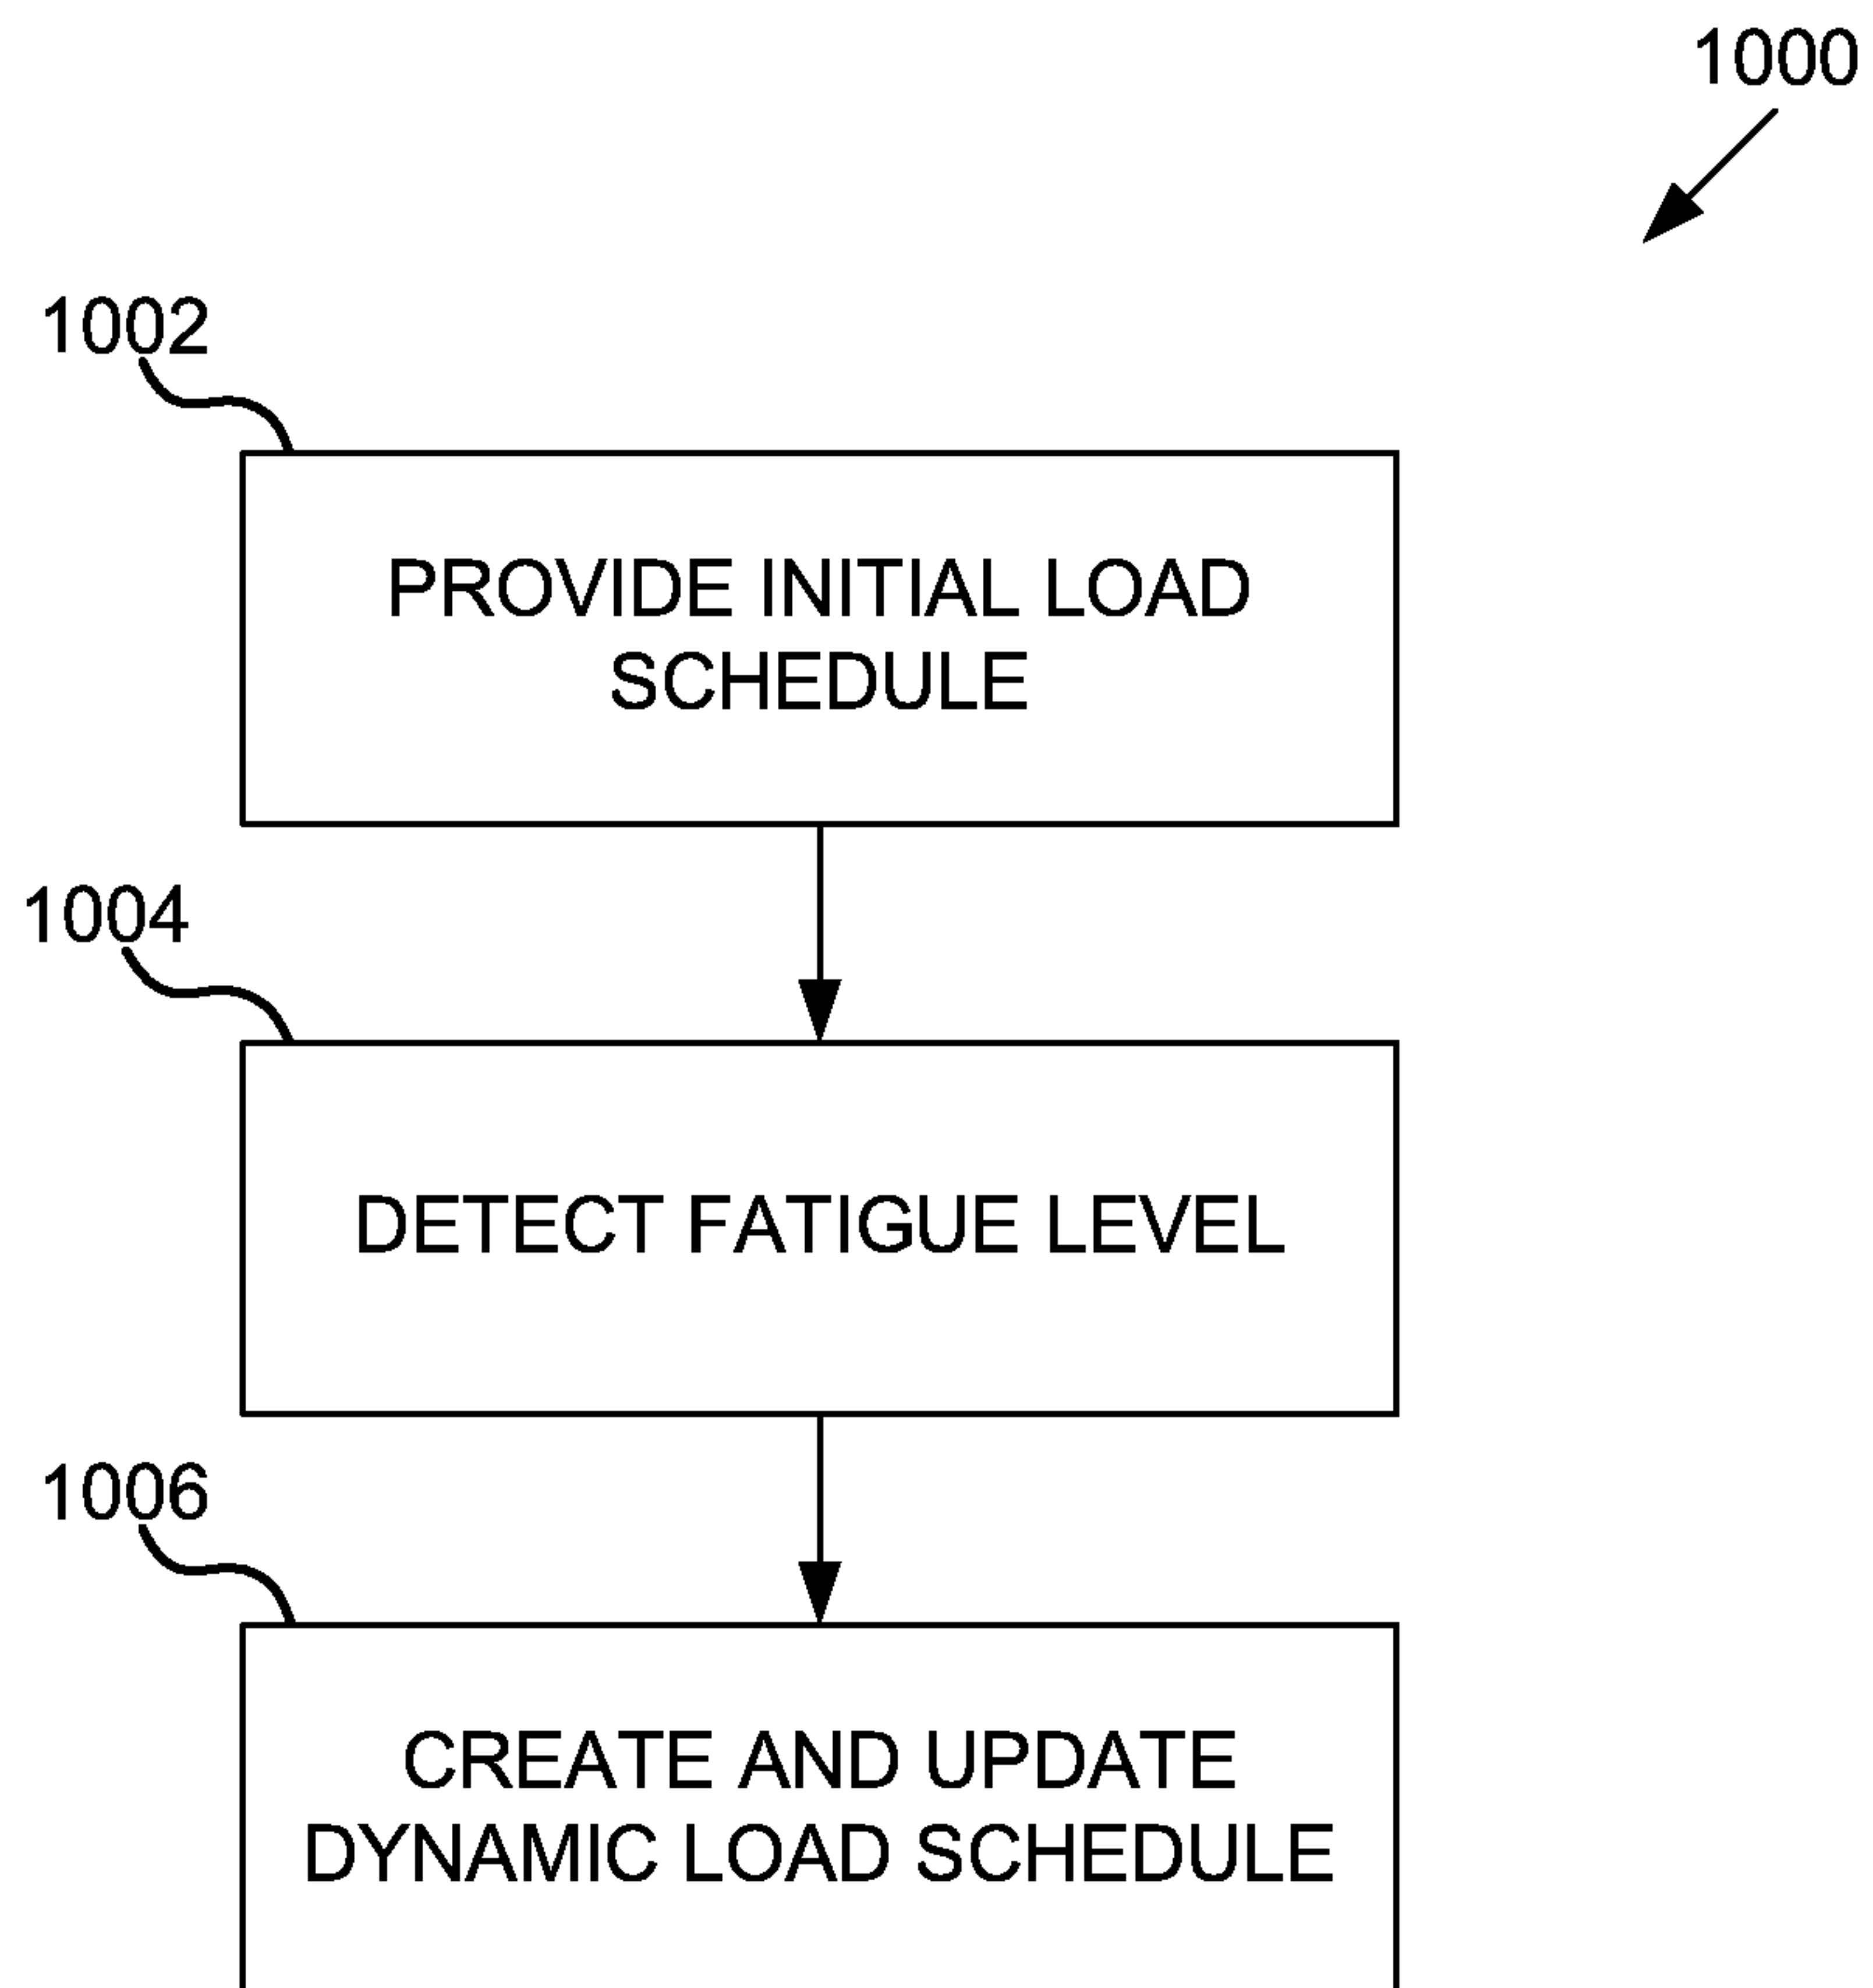 1000
1002
PROVIDE INITIAL LOAD
SCHEDULE
1004
DETECT FATIGUE LEVEL
1006
CREATE AND UPDATE
DYNAMIC LOAD SCHEDULE